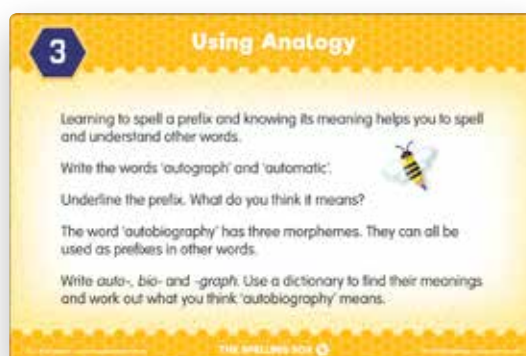 3
Using Analogy
Learning to spell a prefix and knowing its meaning helps you to spell
and understand other words.
Write the words ‘autograph’ and ‘automatic’.
Underline the prefix. What do you think it means?
The word ‘autobiography’ has three morphemes. They can all be
used as prefixes in other words.
Write auto-, bio- and -graph. Use a dictionary to find their meanings
and work out what you think ‘autobiography’ means.
THE SPELLING BOX